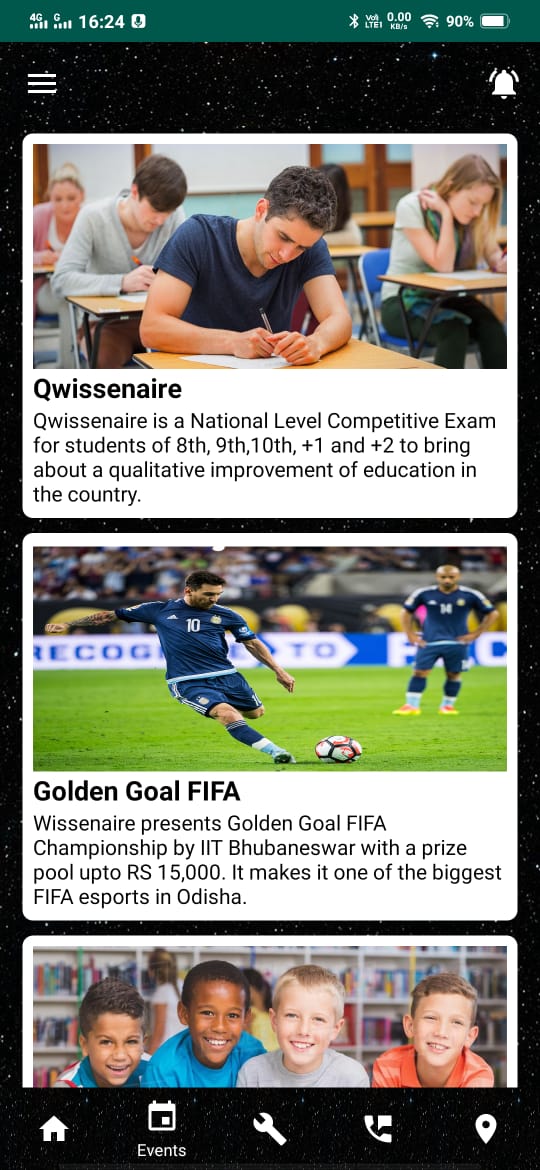 4G G 16:24 Vo) LTE1 0.00 KB/s 90%
Qwissenaire
Qwissenaire is a National Level Competitive Exam
for students of 8th, 9th,10th, +1 and +2 to bring
about a qualitative improvement of education in
the country.
RECOG TO
10
14
Golden Goal FIFA
Wissenaire presents Golden Goal FIFA
Championship by IIT Bhubaneswar with a prize
pool upto RS 15,000. It makes it one of the biggest
FIFA esports in Odisha.
Events